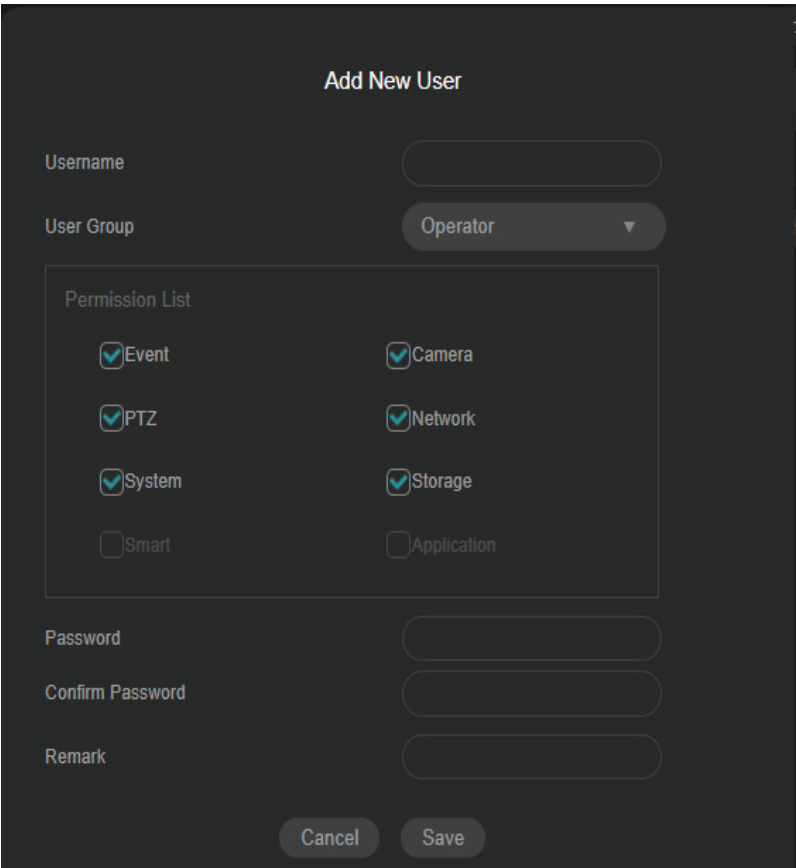 Add New User
Username
User Group Operator
Permission List
Event Camera
PTZ Network
System Storage
Smart Application
Password
Confirm Password
Remark
Cancel Save